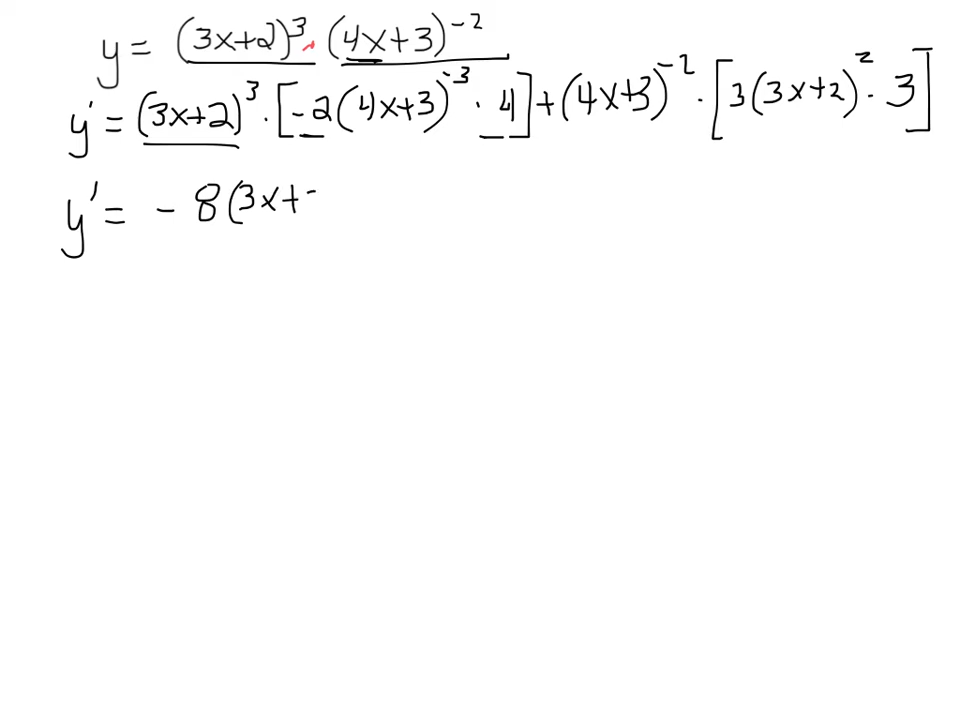 y = (3x+2)³·(4x+3)⁻²
y' = (3x+2)³·[-2(4x+3)⁻³·4]+(4x+3)⁻²·[3(3x+2)²·3]
y' = -8(3x+